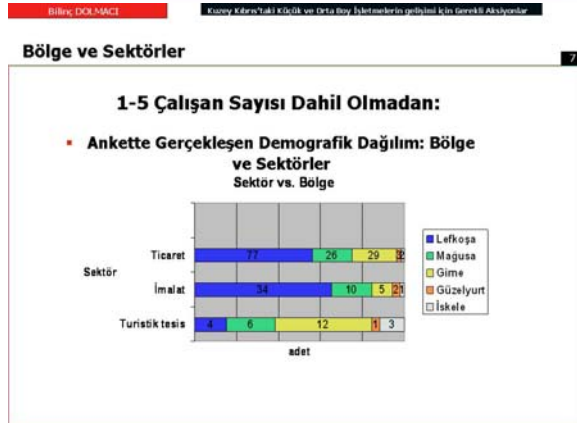 Bilinç DOLMACI
Kuzey Kıbrıs'taki Küçük ve Orta Boy İşletmelerin gelişimi için Gerekli Aksiyonlar
Bölge ve Sektörler
7
1-5 Çalışan Sayısı Dahil Olmadan:
Ankette Gerçekleşen Demografik Dağılım: Bölge
ve Sektörler
Sektör vs. Bölge
Ticaret 77 26 29 3 2
Sektör
İmalat 34 10 5 2 1
Turistik tesis 4 6 12 1 3
adet
Lefkoşa
Mağusa
Girne
Güzelyurt
İskele